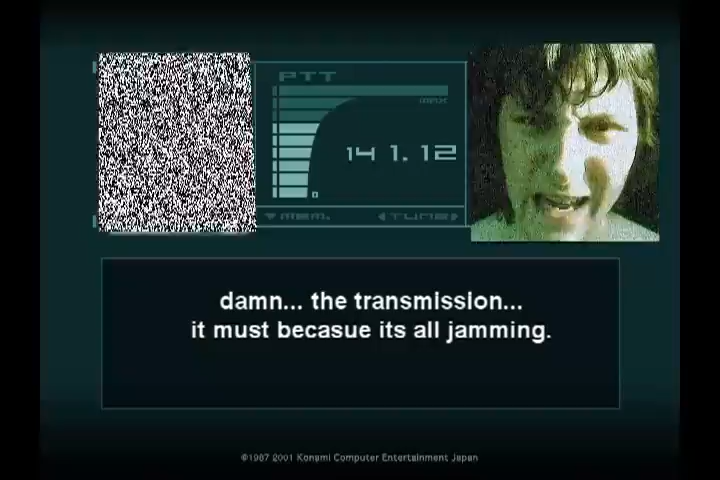 PTT
MAX
141.12
MEM.
TUNE
damn... the transmission...
it must becasue its all jamming.
©1987 2001 Konami Computer Entertainment Japan